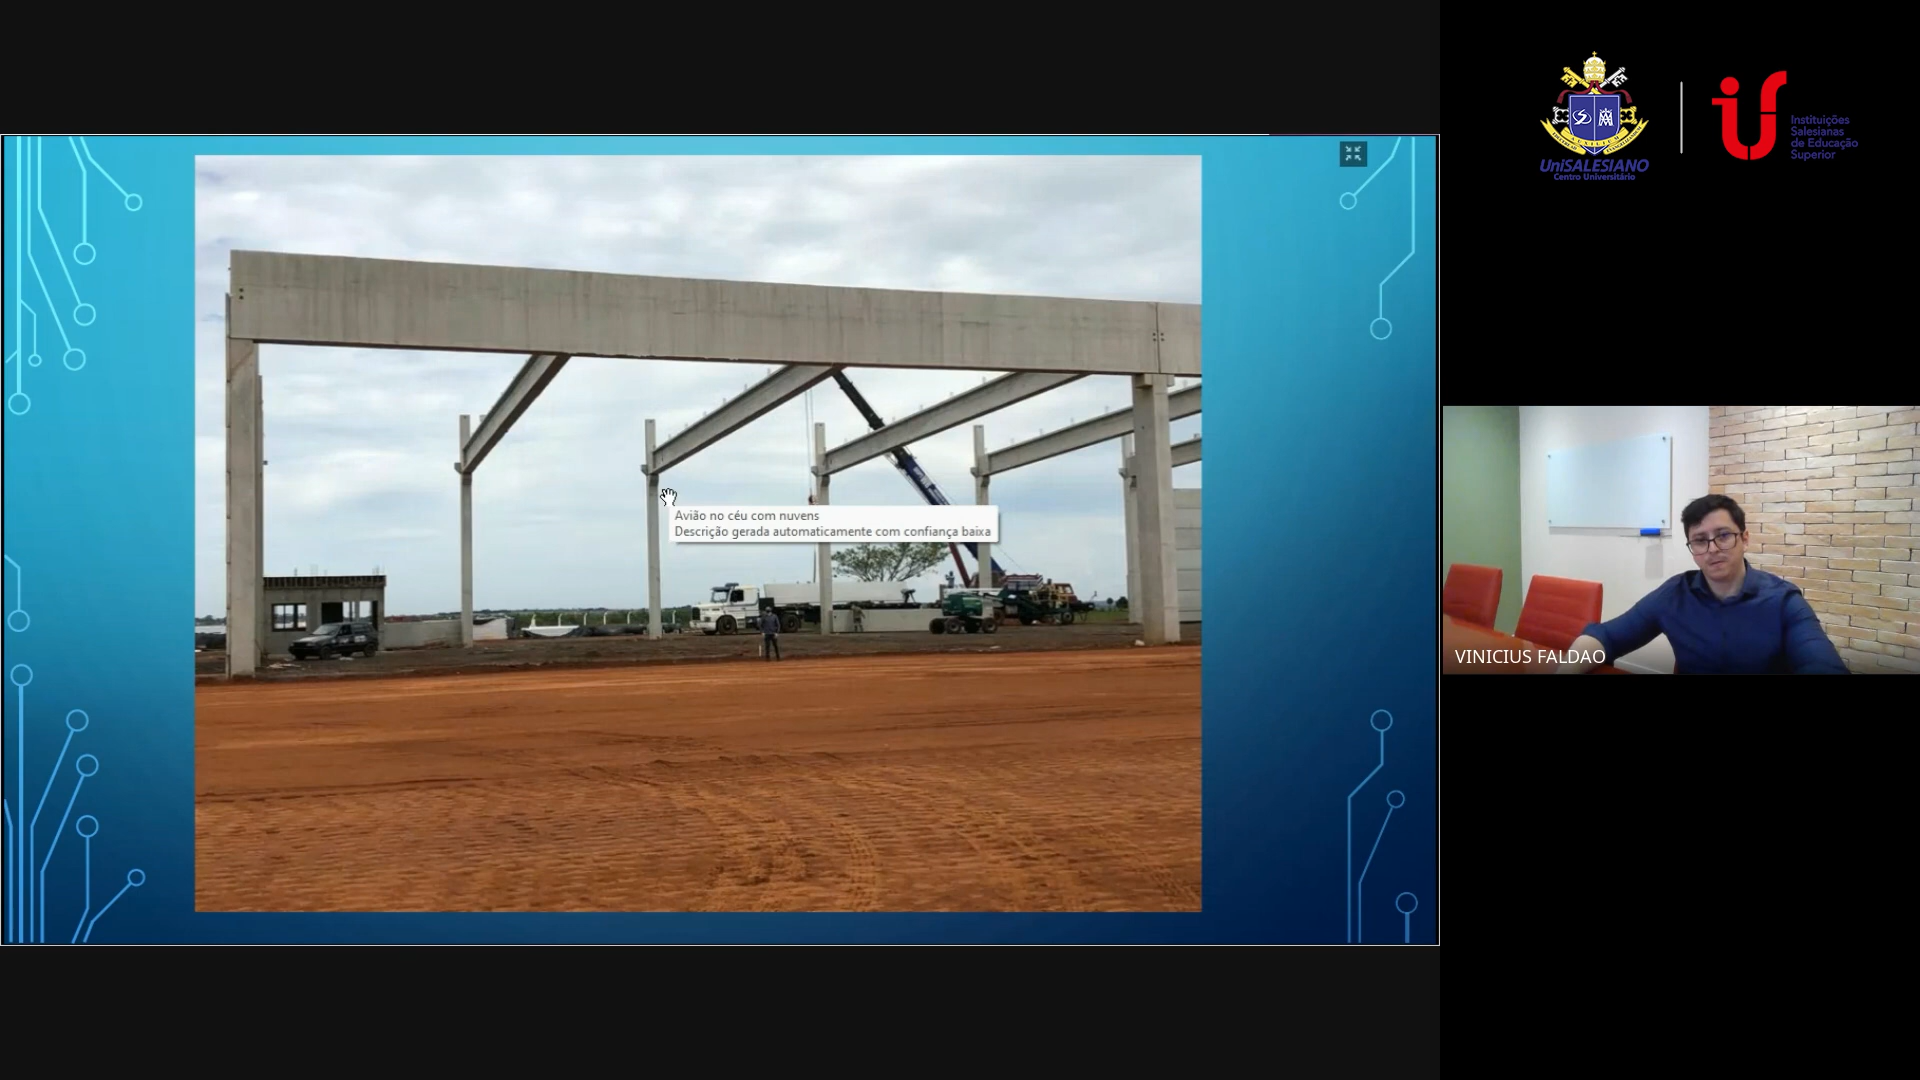 Avião no céu com nuvens
Descrição gerada automaticamente com confiança baixa
UniSALESIANO
Centro Universitário
Instituições
Salesianas
de Educação
Superior
VINICIUS FALDAO